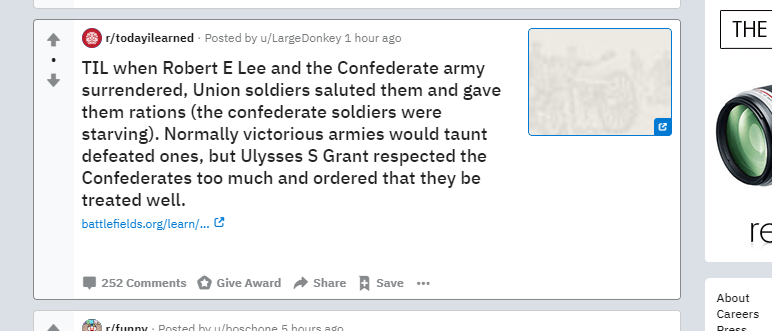 r/todayilearned · Posted by u/LargeDonkey 1 hour ago
TIL when Robert E Lee and the Confederate army
surrendered, Union soldiers saluted them and gave
them rations (the confederate soldiers were
starving). Normally victorious armies would taunt
defeated ones, but Ulysses S Grant respected the
Confederates too much and ordered that they be
treated well.
battlefields.org/learn/...
252 Comments Give Award Share Save ...
r/funny · Posted by u/boschone 5 hours ago
THE
re
About
Careers
Press